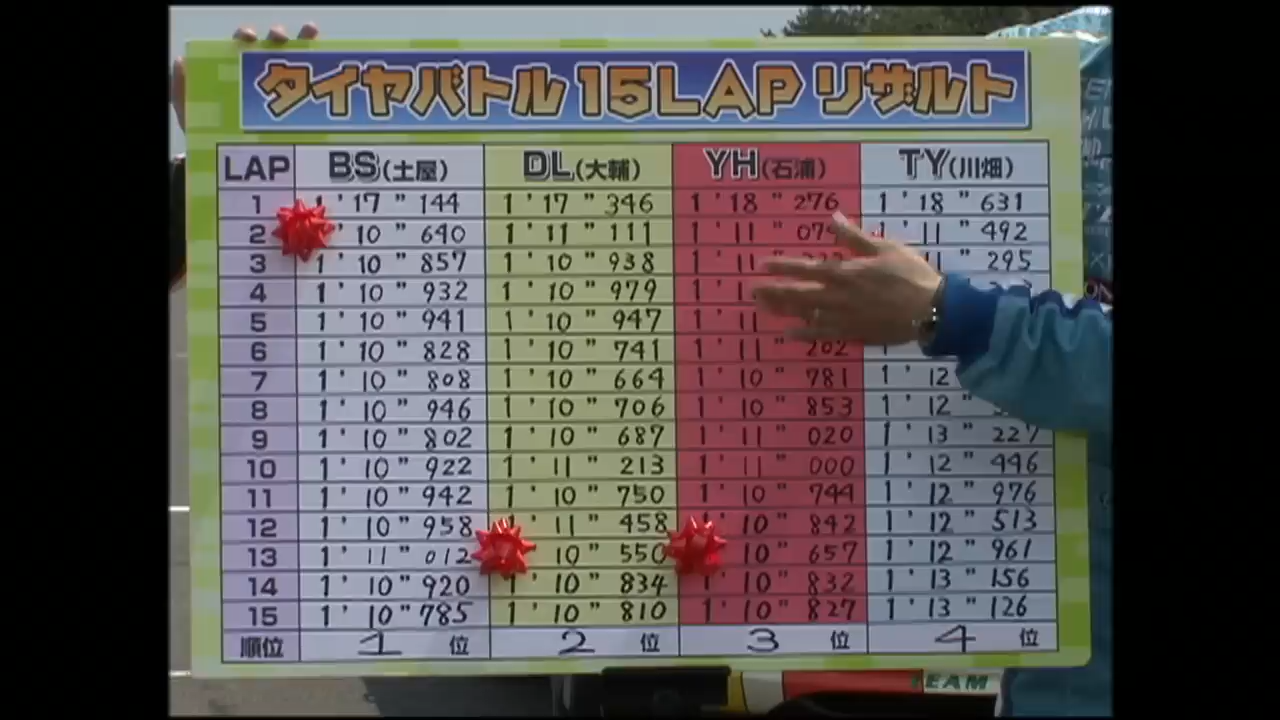 タイヤバトル 15LAP リザルト
LAP BS(土屋) DL(大輔) YH(石浦) TY(川畑)
1 1'17"144 1'17"346 1'18"276 1'18"631
2 '10"640 1'11"111 1'11"07 1'11"492
3 1'10"857 1'10"938 1'11" 11"295
4 1'10"932 1'10"979 1'1
5 1'10"941 1'10"947 1'11
6 1'10"828 1'10"741 1'11"202
7 1'10"808 1'10"664 1'10"781 1'12
8 1'10"946 1'10"706 1'10"853 1'12"
9 1'10"802 1'10"687 1'11"020 1'13"227
10 1'10"922 1'11"213 1'11"000 1'12"446
11 1'10"942 1'10"750 1'10"744 1'12"976
12 1'10"958 1'11"458 1'10"842 1'12"513
13 1'11"012 10"550 10"657 1'12"961
14 1'10"920 1'10"834 1'10"832 1'13"156
15 1'10"785 1'10"810 1'10"827 1'13"126
順位 1位 2位 3位 4位
TEAM